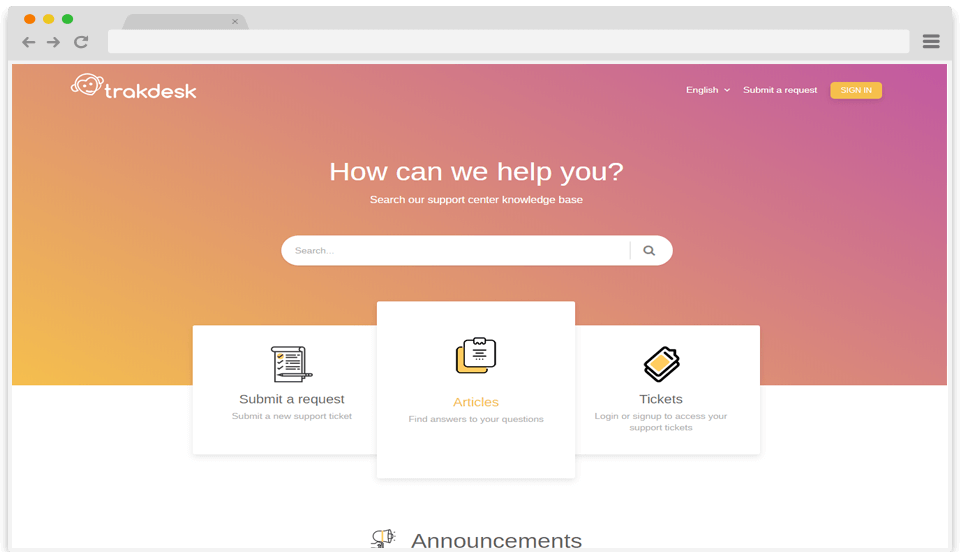 trakdesk
English
Submit a request
SIGN IN
How can we help you?
Search our support center knowledge base
Search...
Submit a request
Submit a new support ticket
Articles
Find answers to your questions
Tickets
Login or signup to access your
support tickets
Announcements